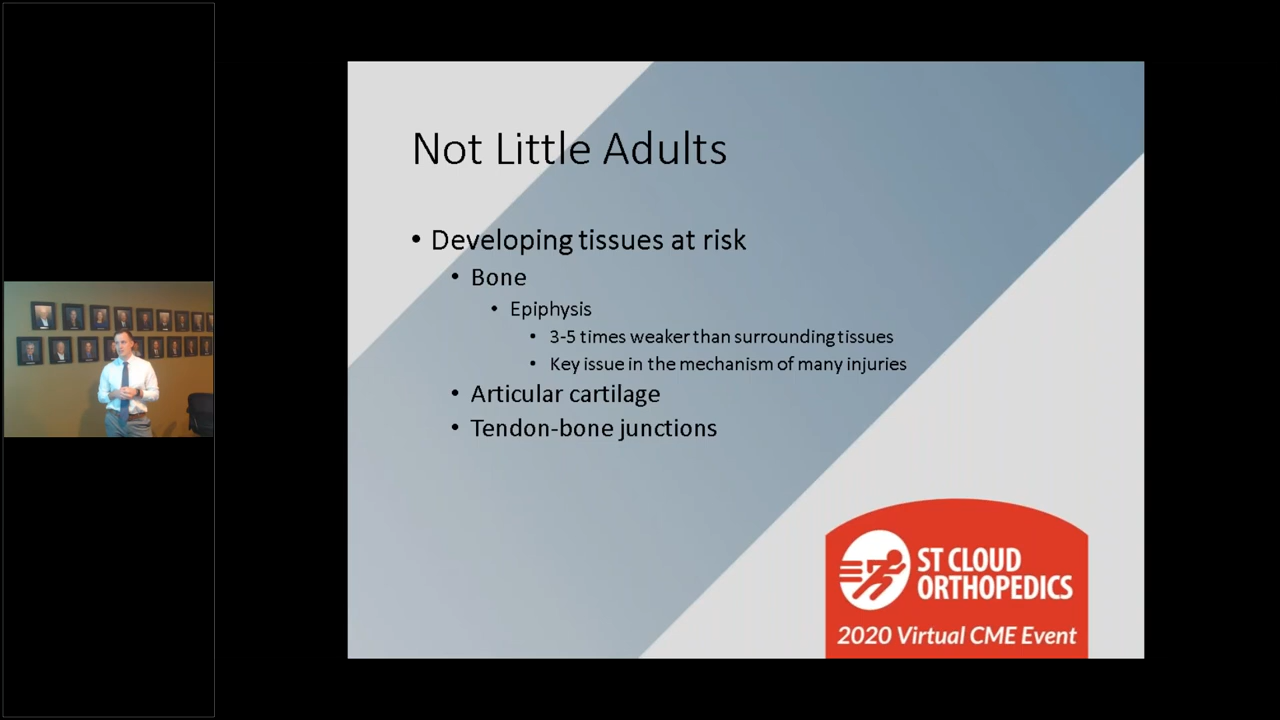 Not Little Adults
• Developing tissues at risk
• Bone
• Epiphysis
• 3-5 times weaker than surrounding tissues
• Key issue in the mechanism of many injuries
• Articular cartilage
• Tendon-bone junctions
ST CLOUD
ORTHOPEDICS
2020 Virtual CME Event